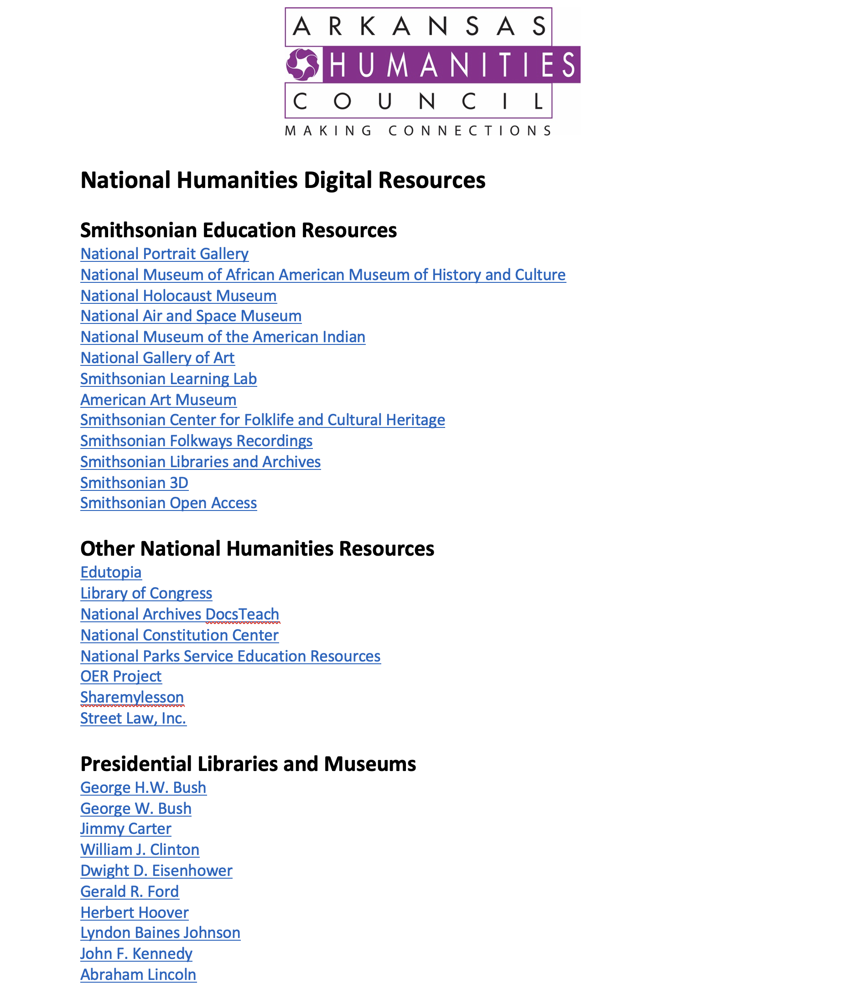 ARKANSAS
HUMANITIES
COUNCIL
MAKING CONNECTIONS
National Humanities Digital Resources
Smithsonian Education Resources
National Portrait Gallery
National Museum of African American Museum of History and Culture
National Holocaust Museum
National Air and Space Museum
National Museum of the American Indian
National Gallery of Art
Smithsonian Learning Lab
American Art Museum
Smithsonian Center for Folklife and Cultural Heritage
Smithsonian Folkways Recordings
Smithsonian Libraries and Archives
Smithsonian 3D
Smithsonian Open Access
Other National Humanities Resources
Edutopia
Library of Congress
National Archives DocsTeach
National Constitution Center
National Parks Service Education Resources
OER Project
Sharemylesson
Street Law, Inc.
Presidential Libraries and Museums
George H.W. Bush
George W. Bush
Jimmy Carter
William J. Clinton
Dwight D. Eisenhower
Gerald R. Ford
Herbert Hoover
Lyndon Baines Johnson
John F. Kennedy
Abraham Lincoln